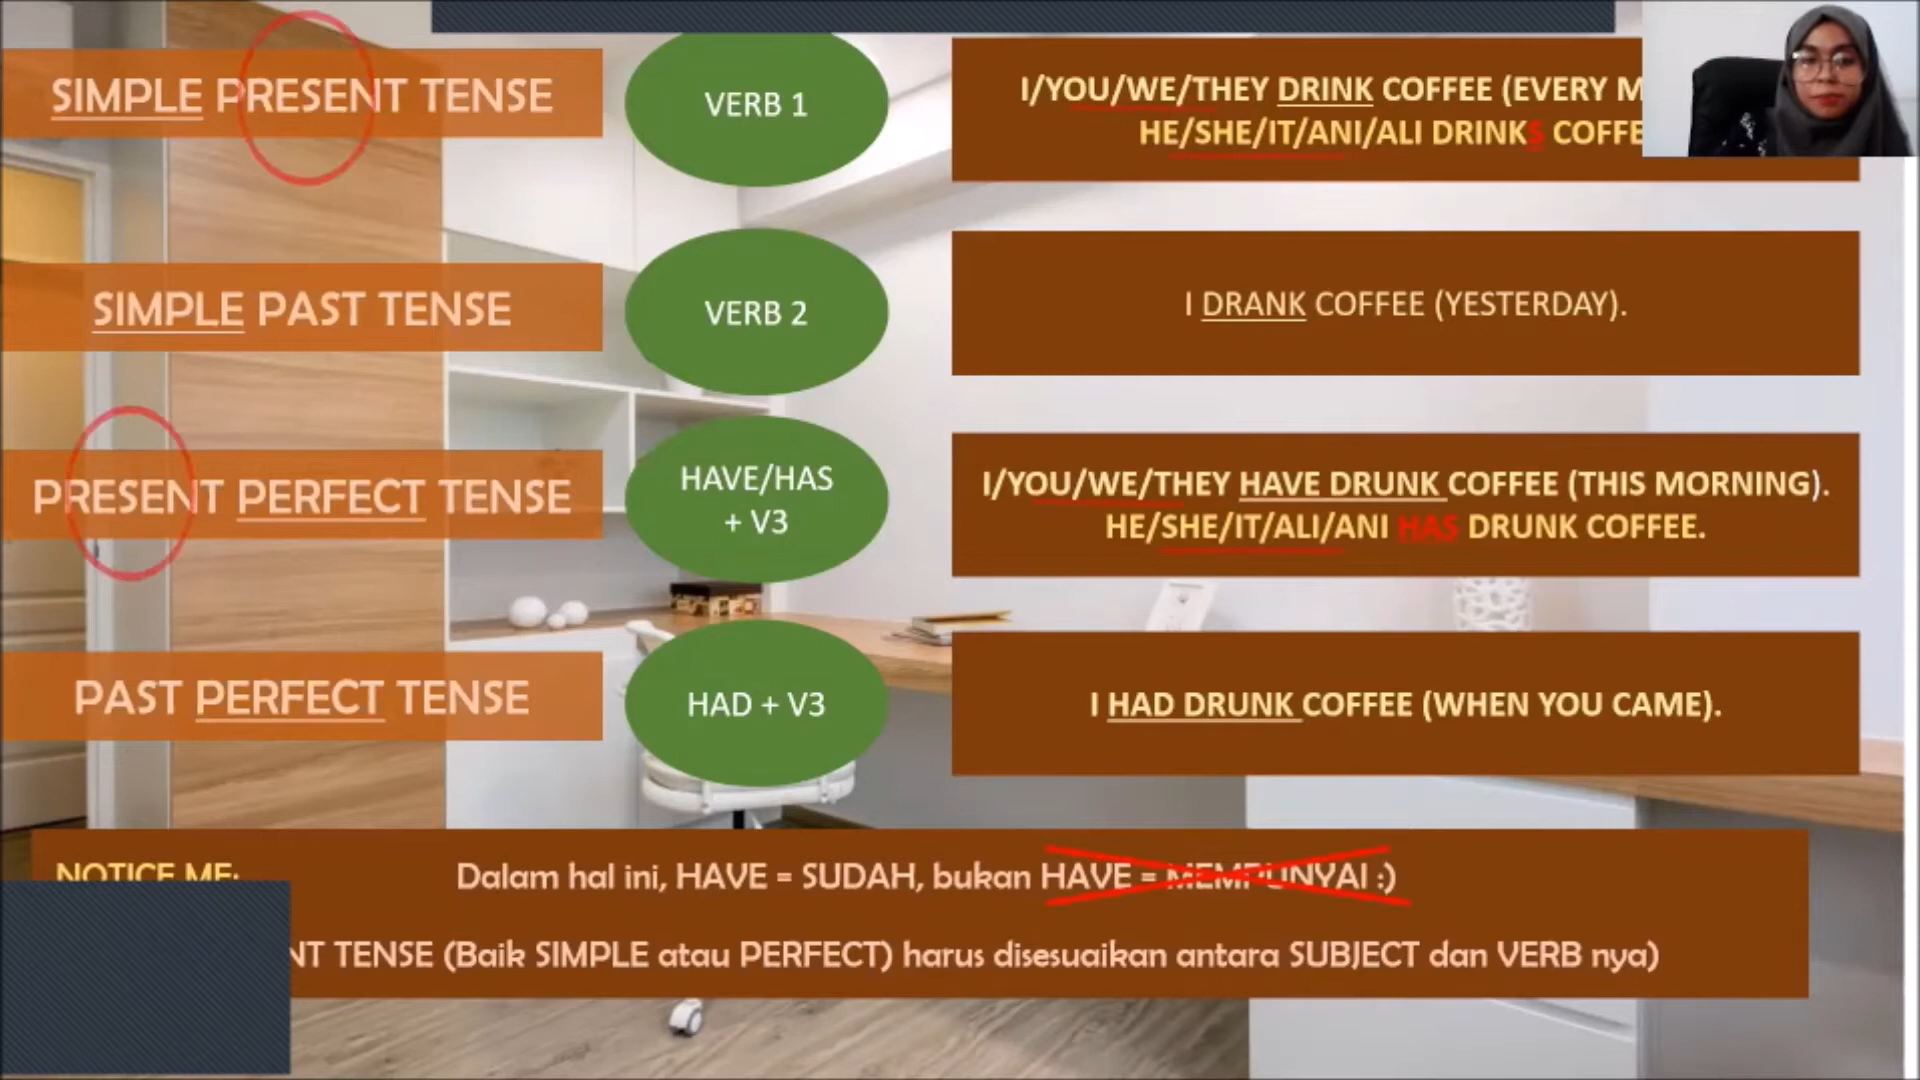 SIMPLE PRESENT TENSE
VERB 1
I/YOU/WE/THEY DRINK COFFEE (EVERY
HE/SHE/IT/ANI/ALI DRINKS
SIMPLE PAST TENSE
VERB 2
I DRANK COFFEE (YESTERDAY).
PRESENT PERFECT TENSE
HAVE/HAS
+ V3
I/YOU/WE/THEY HAVE DRUNK COFFEE (THIS MORNING).
HE/SHE/IT/ALI/ANI HAS DRUNK COFFEE.
PAST PERFECT TENSE
HAD + V3
I HAD DRUNK COFFEE (WHEN YOU CAME).
NOTICE ME:
Dalam hal ini, HAVE = SUDAH, bukan HAVE = MEMPUNYAI :)
TENSE (Baik SIMPLE atau PERFECT) harus disesuaikan antara SUBJECT dan VERB nya)